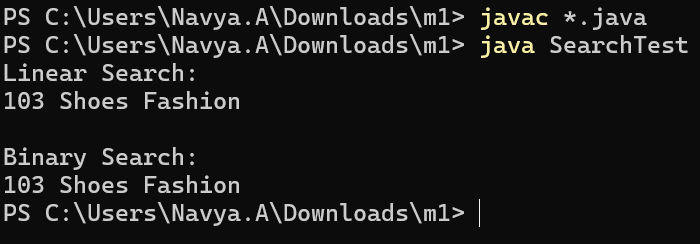 PS C:\Users\Navya.A\Downloads\m1> javac *.java
PS C:\Users\Navya.A\Downloads\m1> java SearchTest
Linear Search:
103 Shoes Fashion

Binary Search:
103 Shoes Fashion
PS C:\Users\Navya.A\Downloads\m1>